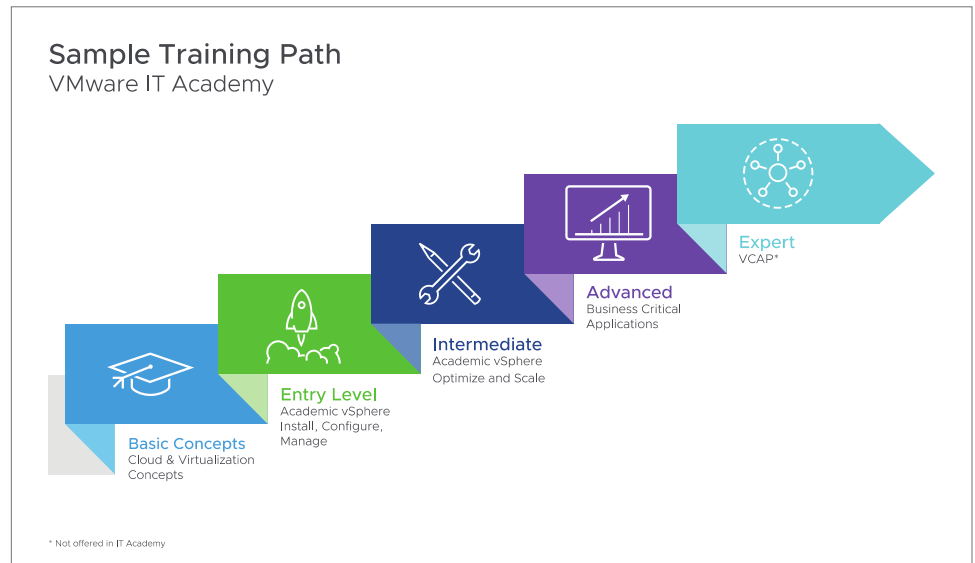 Sample Training Path
VMware IT Academy
Expert
VCAP*
Advanced
Business Critical
Applications
Intermediate
Academic vSphere
Optimize and Scale
Entry Level
Academic vSphere
Install, Configure,
Manage
Basic Concepts
Cloud & Virtualization
Concepts
* Not offered in IT Academy